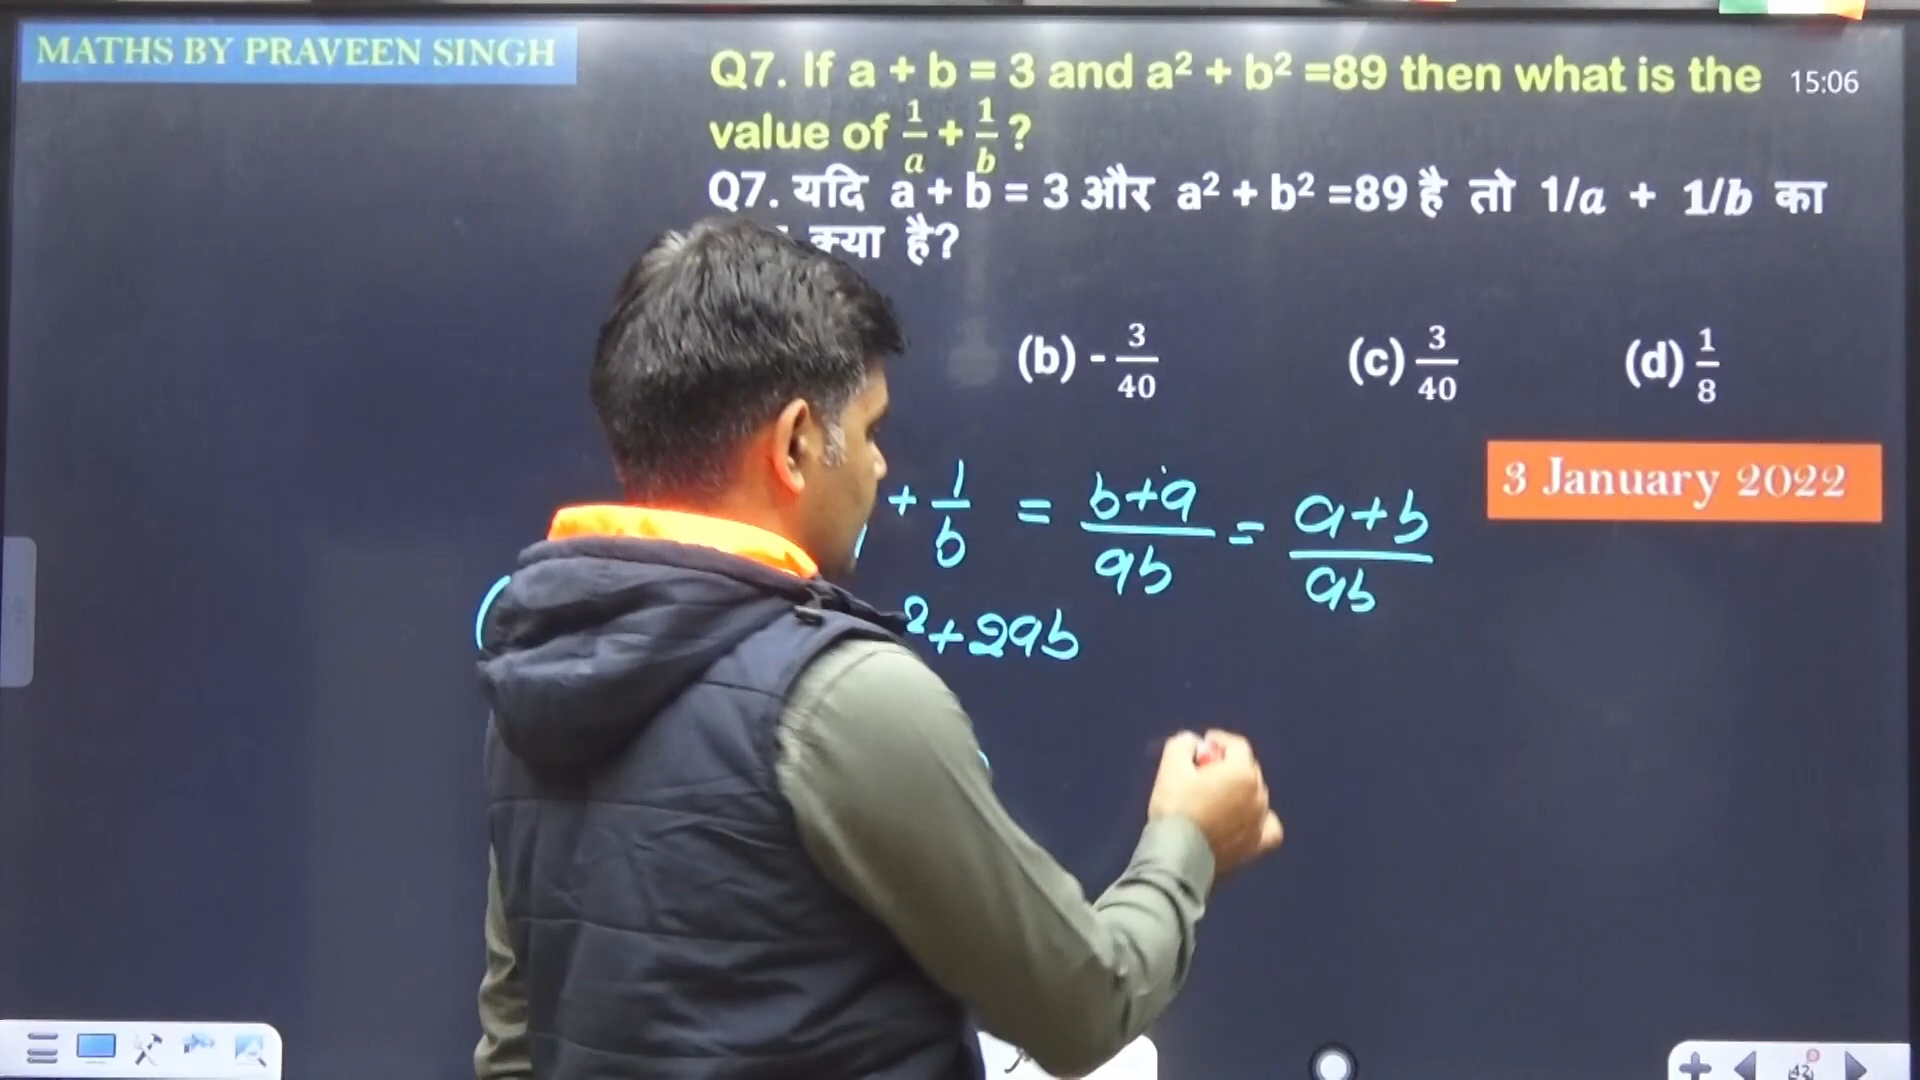 MATHS BY PRAVEEN SINGH
Q7. If a + b = 3 and a² + b² =89 then what is the
15:06
value of 1/a + 1/b ?
Q7. यदि a + b = 3 और a² + b² =89 है तो 1/a + 1/b का
क्या है?
(b) - 3/40 (c) 3/40 (d) 1/8
3 January 2022
+ 1/b = b+a/ab = a+b/ab
² + 2ab
42